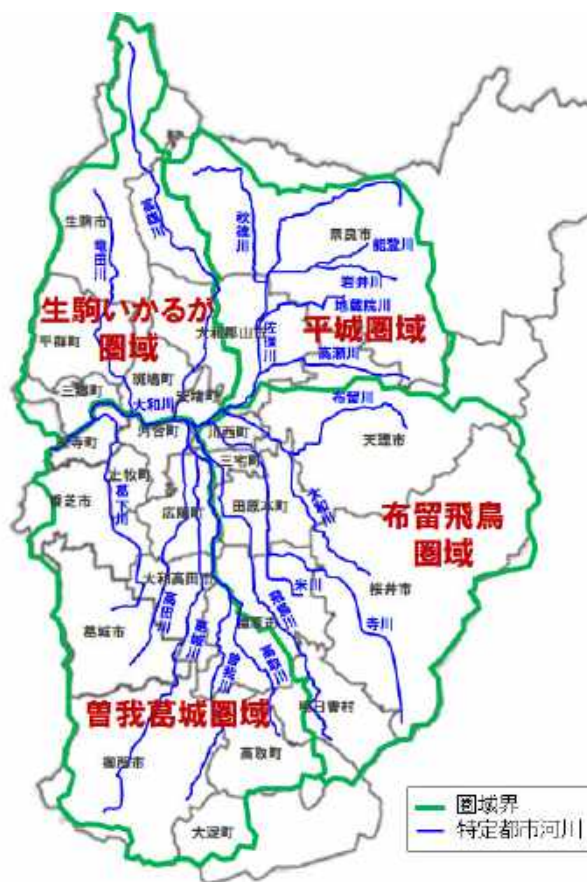 生駒市
竜田川
富雄川
秋篠川
奈良市
能登川
岩井川
地蔵院川
佐保川
高瀬川
大和郡山市
生駒いかるが
圏域
平城圏域
平群町
斑鳩町
三郷町
安堵町
大和川
河合町
川西町
布留川
天理市
三宅町
上牧町
香芝市
葛下川
広陵町
田原本町
大和川
布留飛鳥
圏域
大和高田市
高田川
葛城川
曽我川
飛鳥川
米川
寺川
桜井市
葛城市
橿原市
高取川
明日香村
曽我葛城圏域
御所市
高取町
大淀町
圏域界
特定都市河川